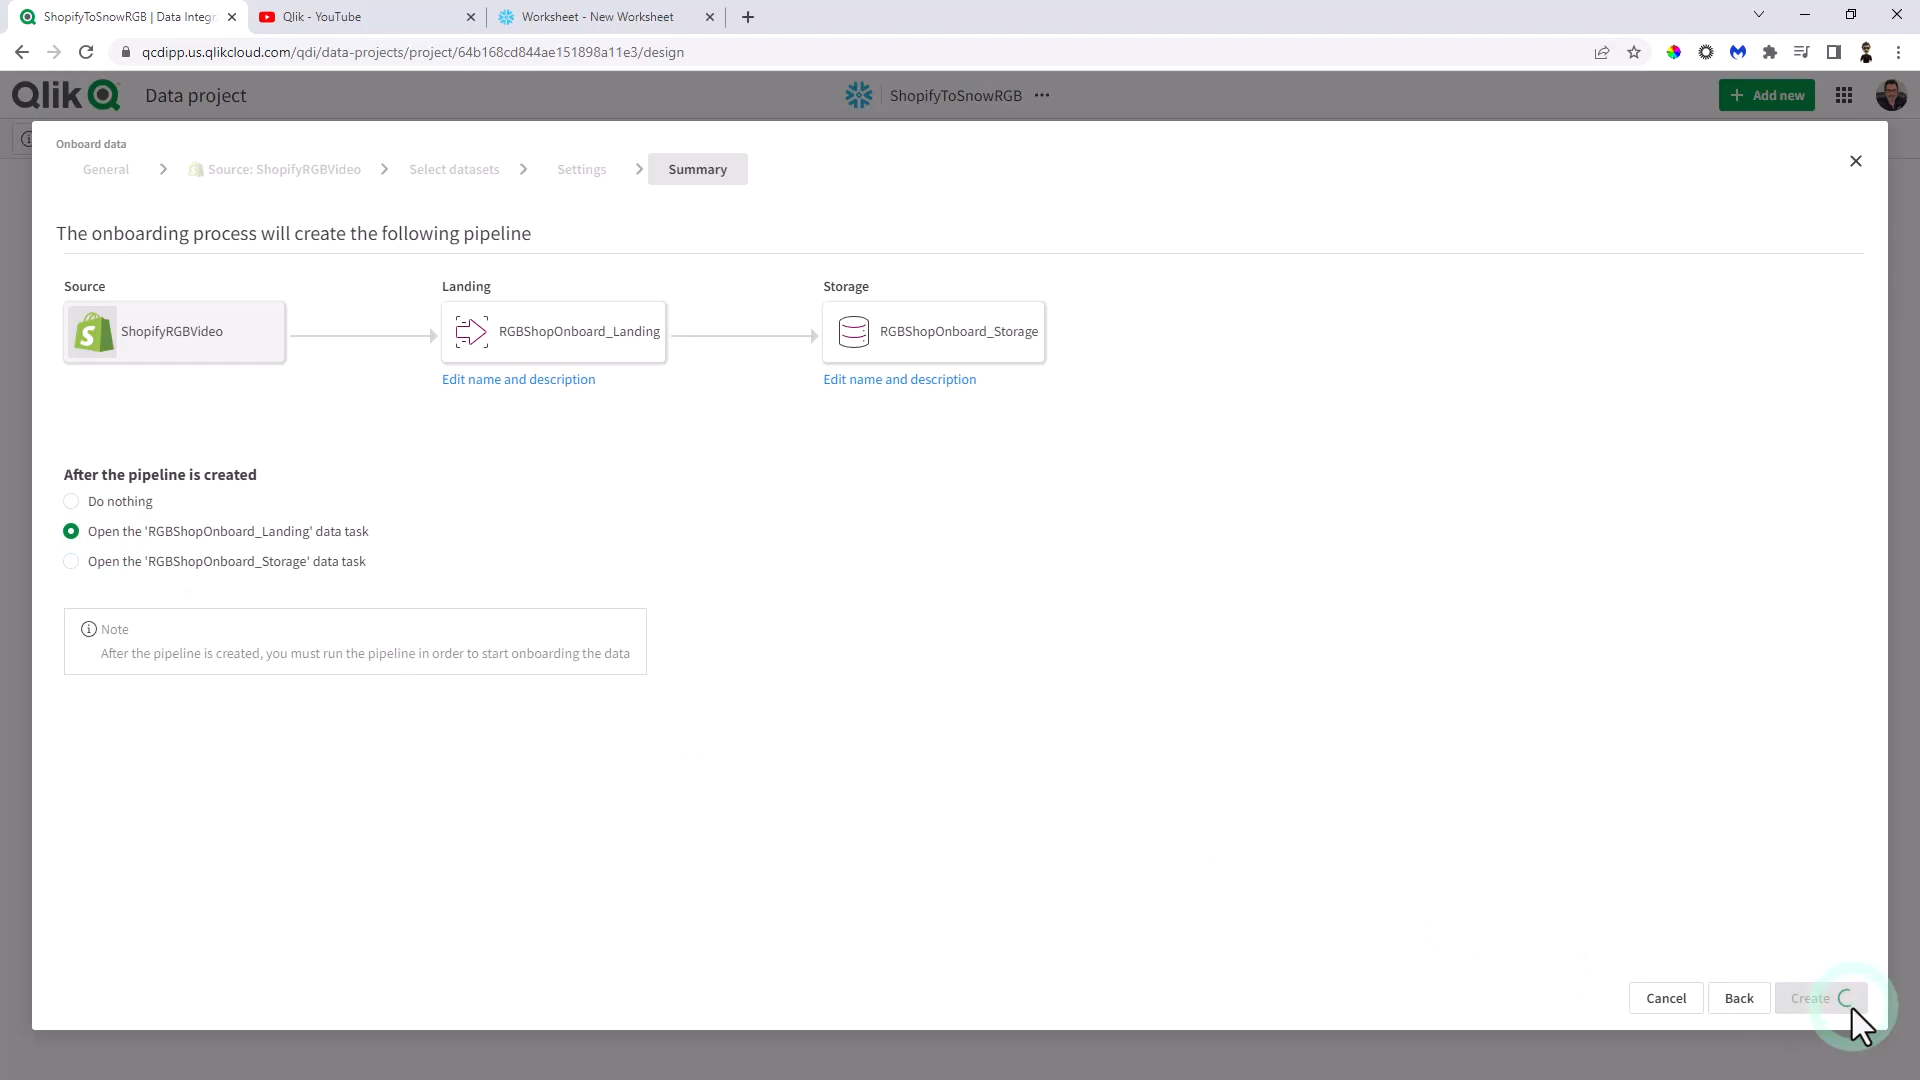 ShopifyToSnowRGB | Data Integr
Qlik - YouTube
Worksheet - New Worksheet
qcdipp.us.qlikcloud.com/qdi/data-projects/project/64b168cd844ae151898a11e3/design
Qlik
Data project
ShopifyToSnowRGB
Add new
Onboard data
General
Source: ShopifyRGBVideo
Select datasets
Settings
Summary
The onboarding process will create the following pipeline
Source
Landing
Storage
ShopifyRGBVideo
RGBShopOnboard_Landing
RGBShopOnboard_Storage
Edit name and description
Edit name and description
After the pipeline is created
Do nothing
Open the 'RGBShopOnboard_Landing' data task
Open the 'RGBShopOnboard_Storage' data task
Note
After the pipeline is created, you must run the pipeline in order to start onboarding the data
Cancel
Back
Create